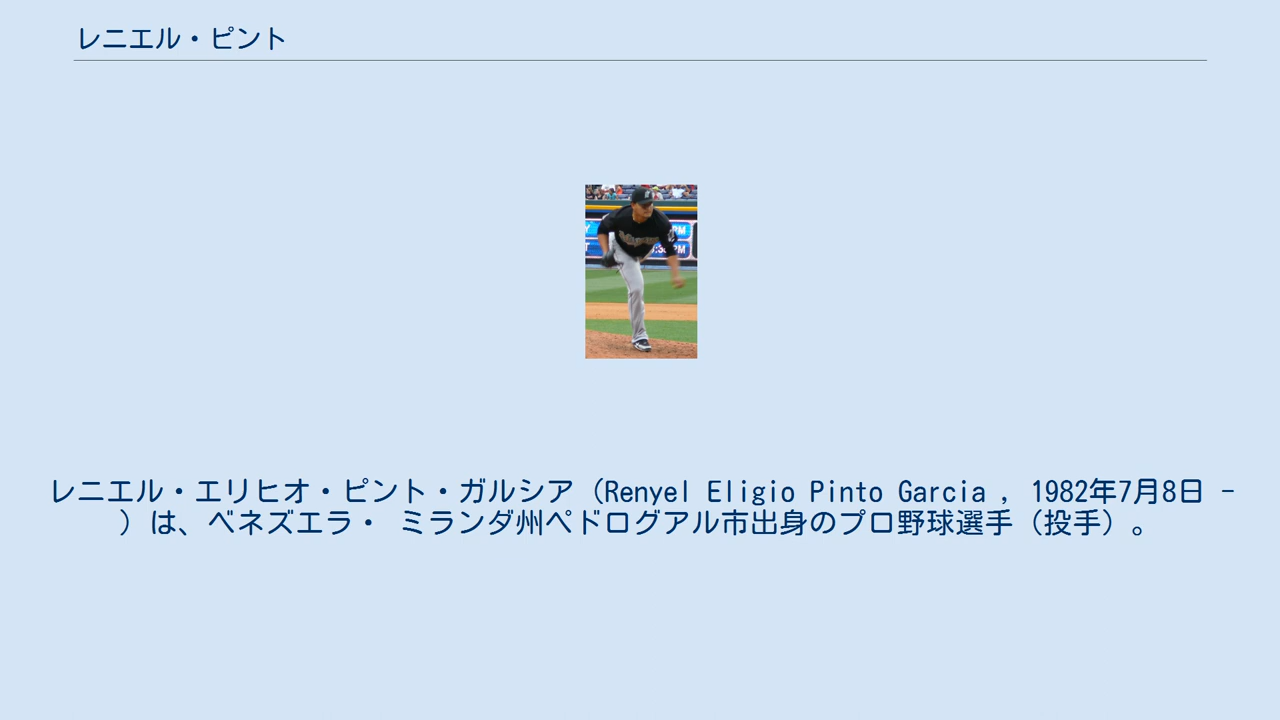 レニエル・ピント
レニエル・エリヒオ・ピント・ガルシア（Renyel Eligio Pinto Garcia , 1982年7月8日 -
）は、ベネズエラ・ ミランダ州ペドログアル市出身のプロ野球選手（投手）。